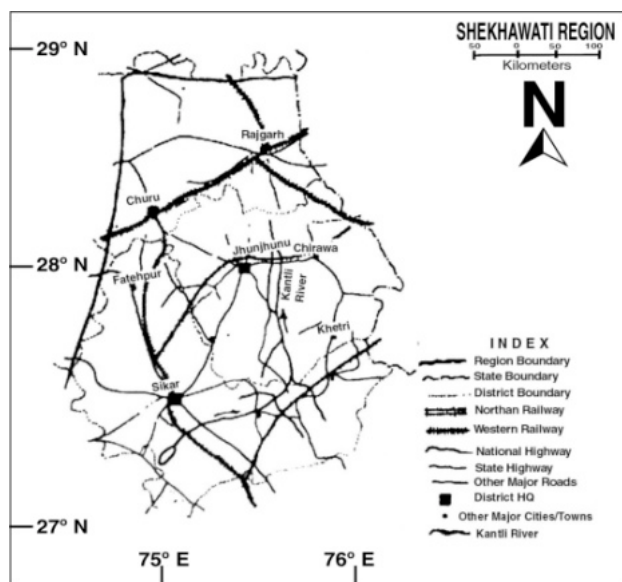 SHEKHAWATI REGION
50 0 50 100
Kilometers
N
29° N
28° N
27° N
75° E
76° E
Rajgarh
Churu
Jhunjhunu
Chirawa
Fatehpur
Kantli
River
Khetri
Sikar
INDEX
Region Boundary
State Boundary
District Boundary
Northan Railway
Western Railway
National Highway
State Highway
Other Major Roads
District HQ
Other Major Cities/Towns
Kantli River